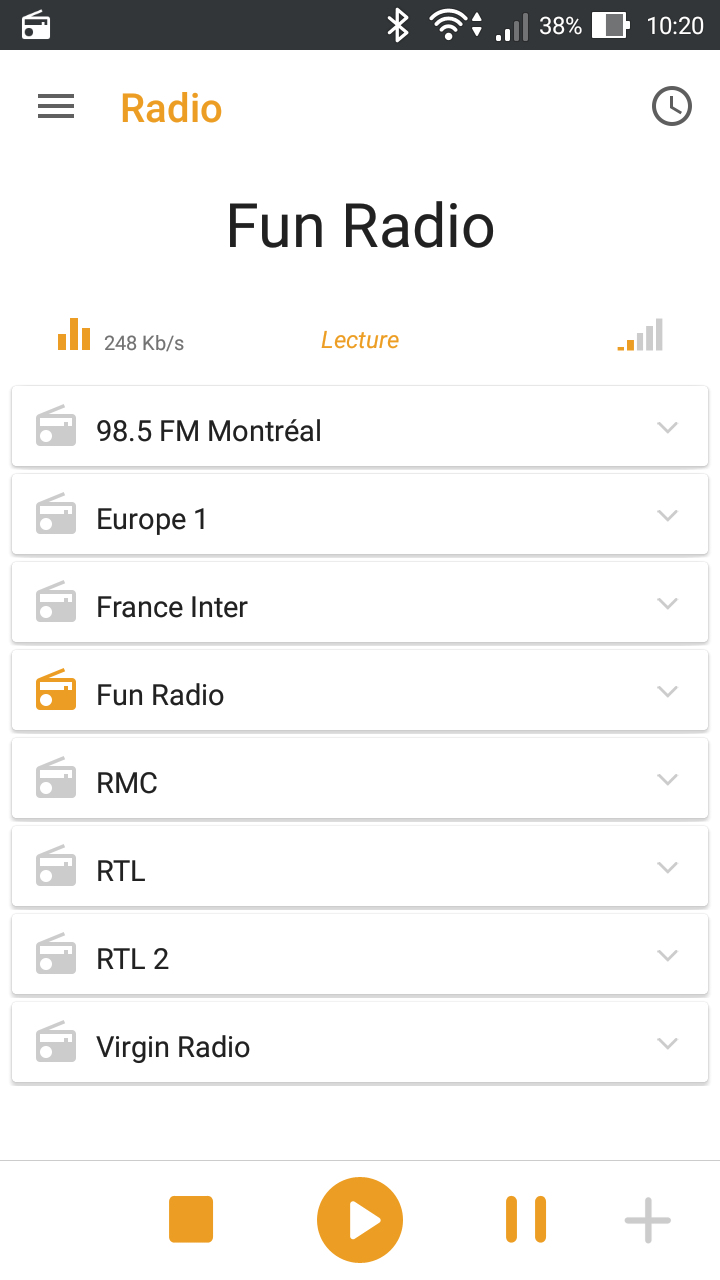 38% 10:20
Radio
Fun Radio
248 Kb/s Lecture
98.5 FM Montréal
Europe 1
France Inter
Fun Radio
RMC
RTL
RTL 2
Virgin Radio